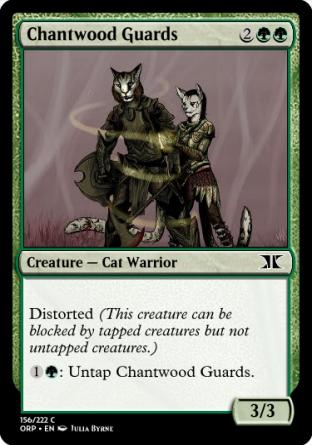 Chantwood Guards 2
Creature — Cat Warrior
Distorted (This creature can be
blocked by tapped creatures but not
untapped creatures.)
1 : Untap Chantwood Guards.
156/222 C
ORP • EN Julia Byrne
3/3